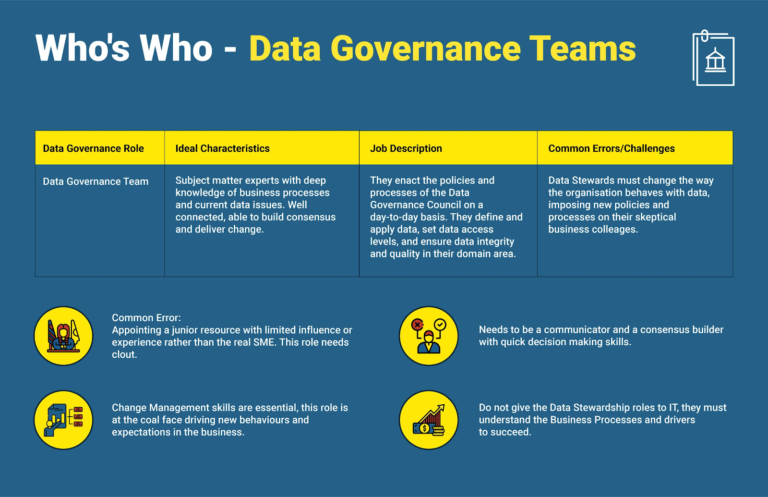 Who's Who - Data Governance Teams
Data Governance Role
Ideal Characteristics
Job Description
Common Errors/Challenges
Data Governance Team
Subject matter experts with deep
knowledge of business processes
and current data issues. Well
connected, able to build consensus
and deliver change.
They enact the policies and
processes of the Data
Governance Council on a
day-to-day basis. They define and
apply data, set data access
levels, and ensure data integrity
and quality in their domain area.
Data Stewards must change the way
the organisation behaves with data,
imposing new policies and
processes on their skeptical
business colleages.
Common Error:
Appointing a junior resource with limited influence or
experience rather than the real SME. This role needs
clout.
Needs to be a communicator and a consensus builder
with quick decision making skills.
Change Management skills are essential, this role is
at the coal face driving new behaviours and
expectations in the business.
Do not give the Data Stewardship roles to IT, they must
understand the Business Processes and drivers
to succeed.